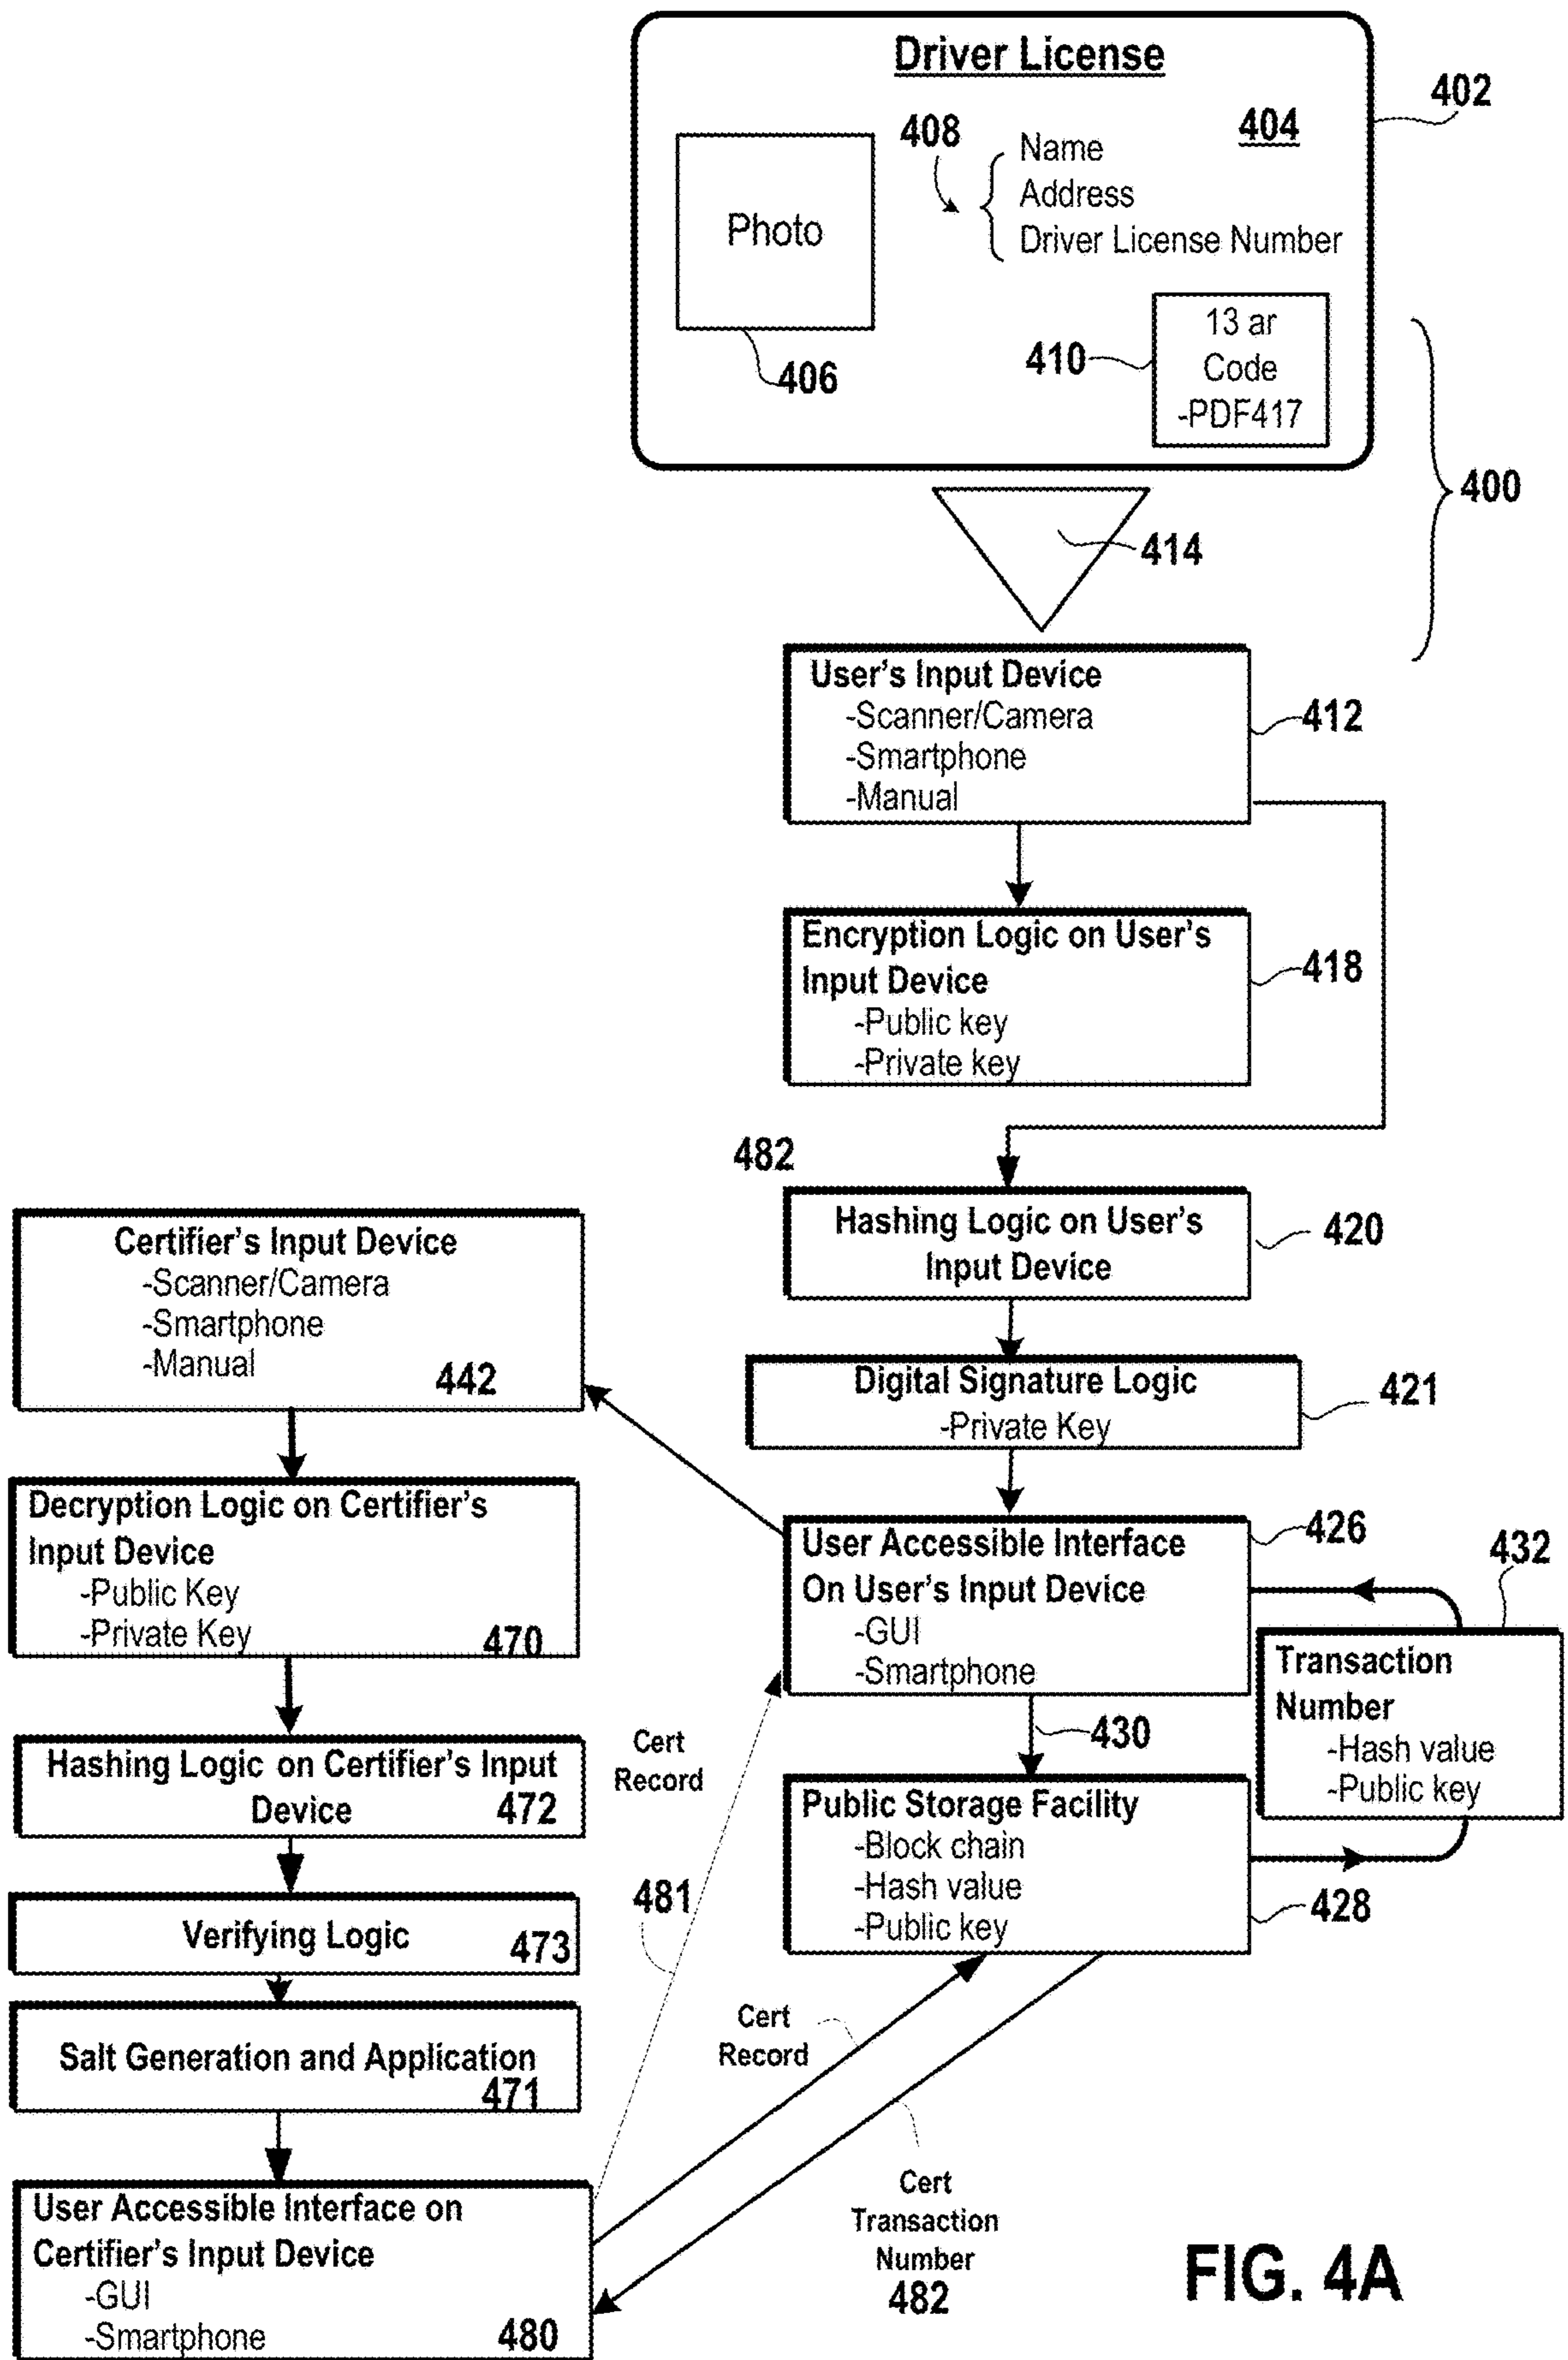 Driver License
402
404
408
Name
Address
Driver License Number
Photo
406
410
13 ar
Code
-PDF417
400
414
User's Input Device
-Scanner/Camera
-Smartphone
-Manual
412
Encryption Logic on User's
Input Device
-Public key
-Private key
418
482
Hashing Logic on User's
Input Device
420
Digital Signature Logic
-Private Key
421
User Accessible Interface
On User's Input Device
-GUI
-Smartphone
426
432
Transaction
Number
-Hash value
-Public key
430
Public Storage Facility
-Block chain
-Hash value
-Public key
428
Certifier's Input Device
-Scanner/Camera
-Smartphone
-Manual
442
Decryption Logic on Certifier's
Input Device
-Public Key
-Private Key
470
Hashing Logic on Certifier's Input
Device
472
Verifying Logic
473
Salt Generation and Application
471
User Accessible Interface on
Certifier's Input Device
-GUI
-Smartphone
480
Cert
Record
481
Cert
Record
Cert
Transaction
Number
482
FIG. 4A